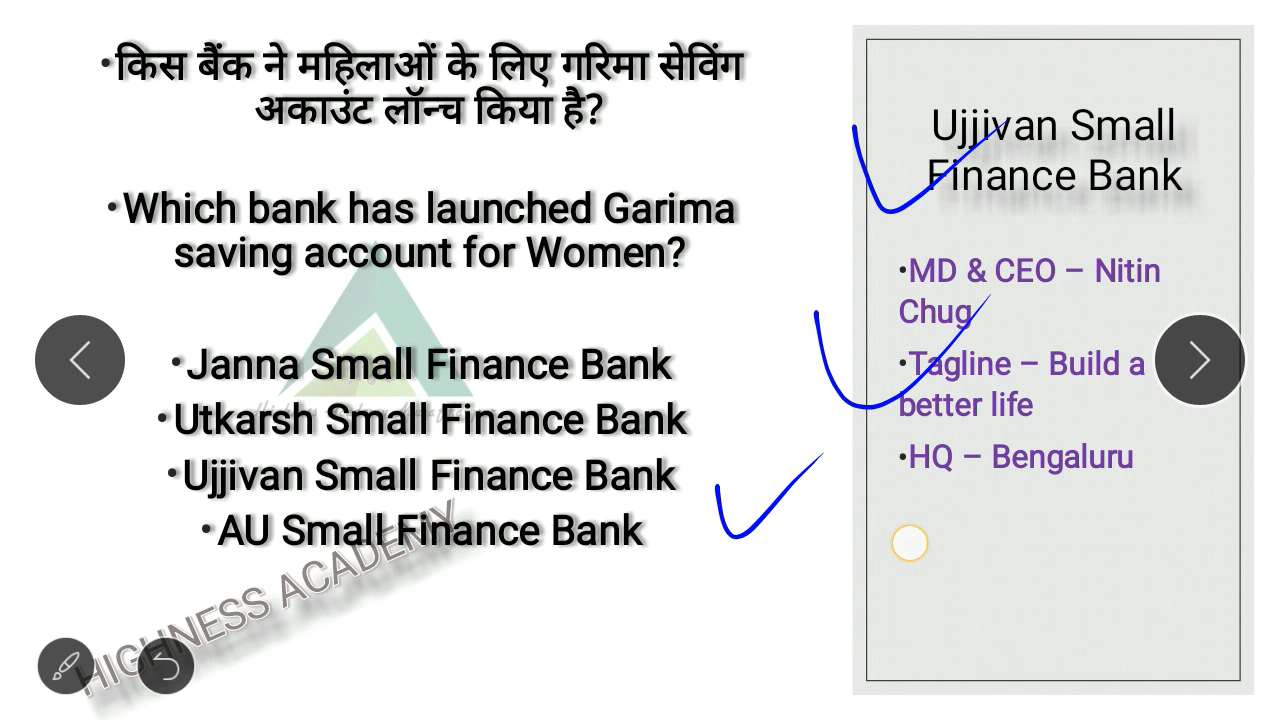 •किस बैंक ने महिलाओं के लिए गरिमा सेविंग
अकाउंट लॉन्च किया है?
•Which bank has launched Garima
saving account for Women?
•Janna Small Finance Bank
•Utkarsh Small Finance Bank
•Ujjivan Small Finance Bank
•AU Small Finance Bank
HIGHNESS ACADEMY
Ujjivan Small
Finance Bank
•MD & CEO – Nitin
Chug
•Tagline – Build a
better life
•HQ – Bengaluru